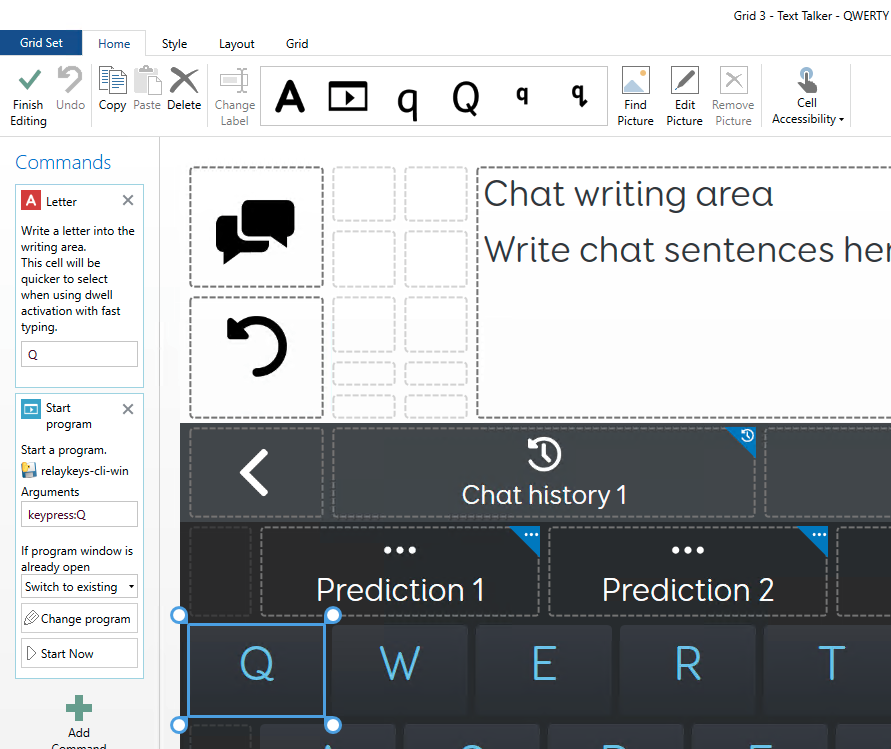 Grid 3 - Text Talker - QWERTY
Grid Set Home Style Layout Grid
Finish Editing
Undo
Copy
Paste
Delete
Change Label
A q Q q q
Find Picture
Edit Picture
Remove Picture
Cell Accessibility
Commands
A Letter
Write a letter into the
writing area.
This cell will be
quicker to select
when using dwell
activation with fast
typing.
Q
Start
program
Start a program.
relaykeys-cli-win
Arguments
keypress:Q
If program window is
already open
Switch to existing
Change program
Start Now
Add
Command
Chat writing area
Write chat sentences her
Chat history 1
Prediction 1
Prediction 2
Q W E R T